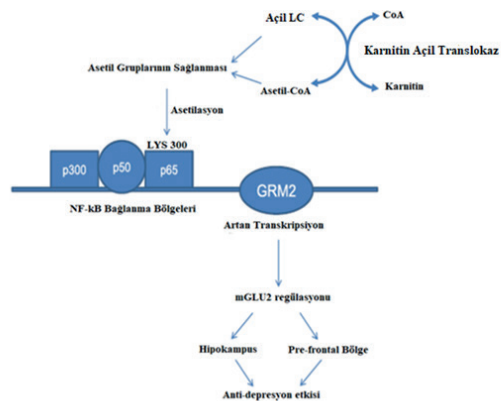 Açil LC
CoA
Karnitin Açil Translokaz
Asetil Gruplarının Sağlanması
Asetil-CoA
Karnitin
Asetilasyon
LYS 300
p300
p50
p65
GRM2
NF-kB Bağlanma Bölgeleri
Artan Transkripsiyon
mGLU2 regülasyonu
Hipokampus
Pre-frontal Bölge
Anti-depresyon etkisi